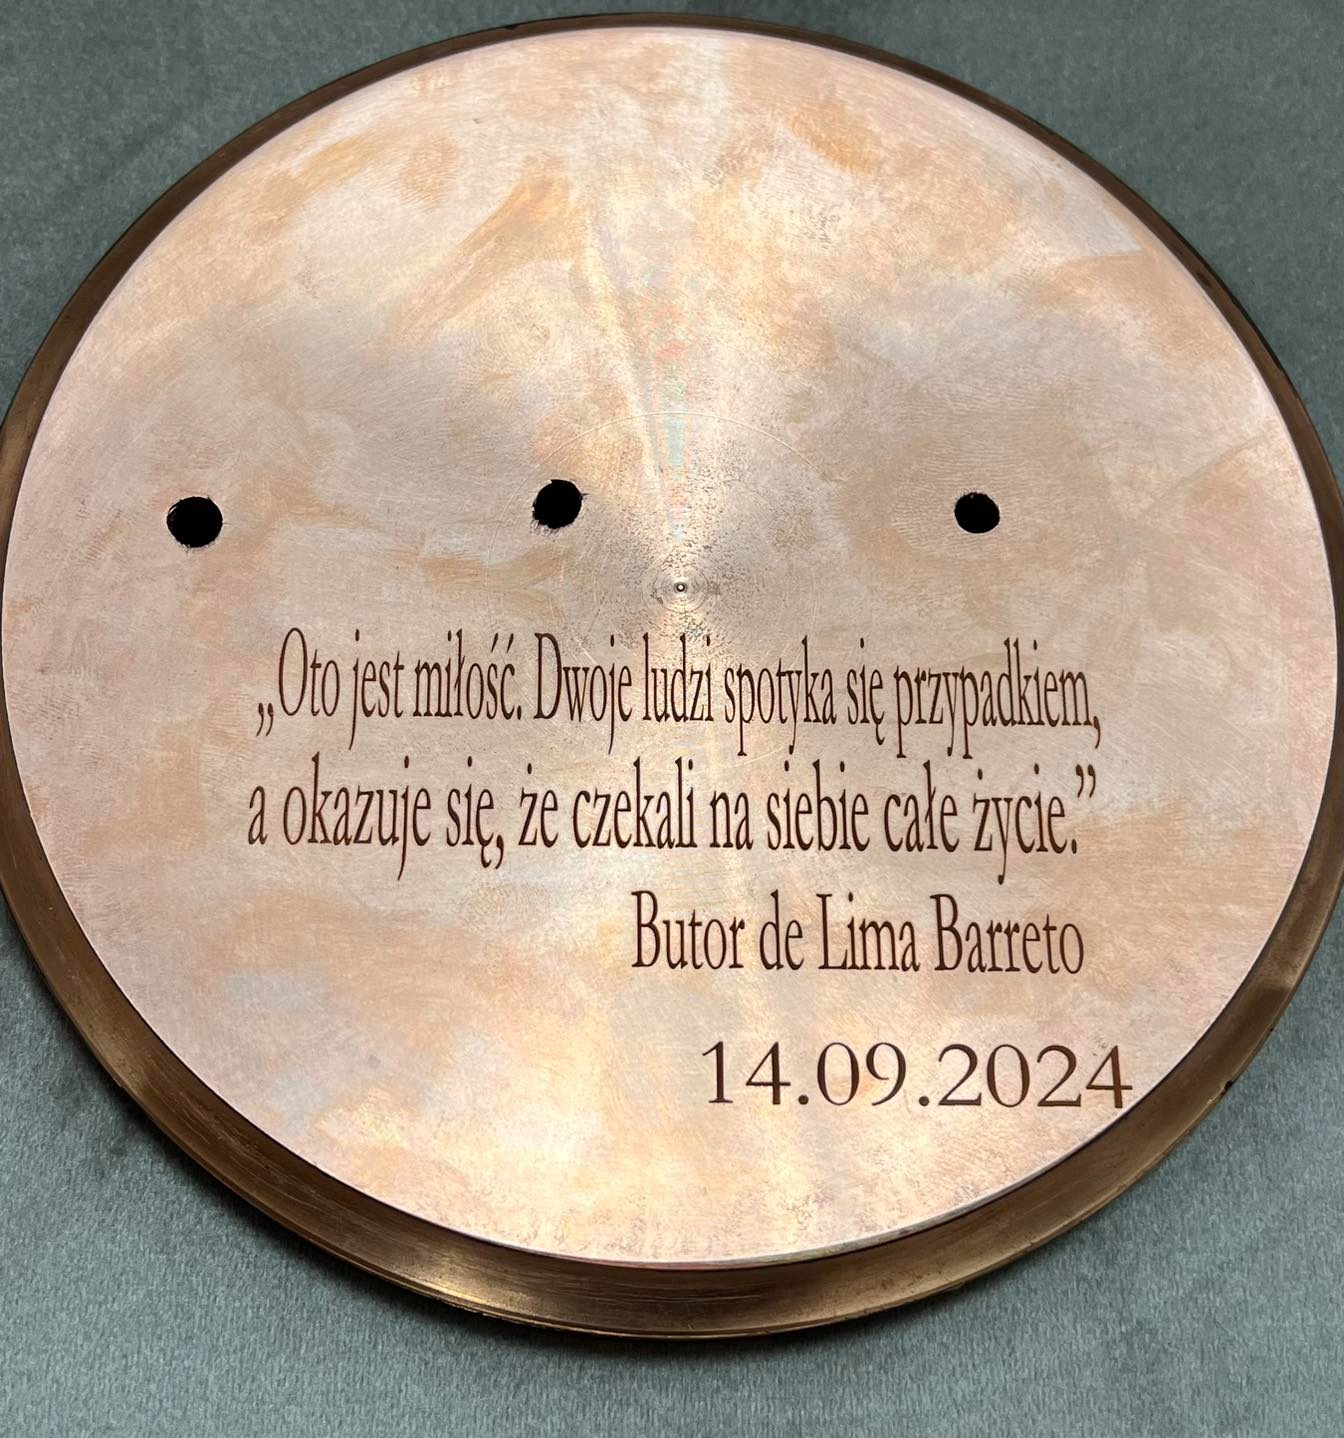 „Oto jest miłość. Dwoje ludzi spotyka się przypadkiem,
a okazuje się, że czekali na siebie całe życie.”
Butor de Lima Barreto
14.09.2024